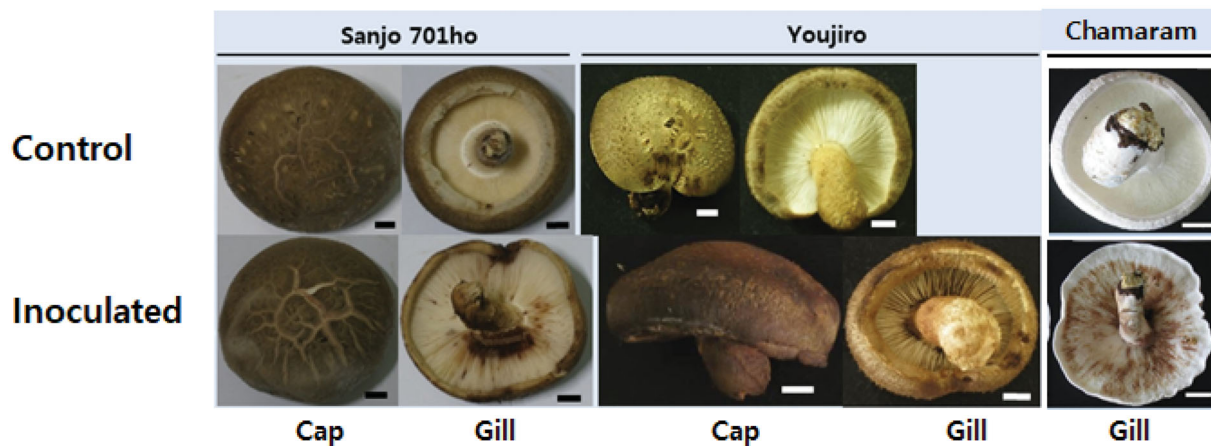 Sanjo 701ho Youjiro Chamaram
Control
Inoculated
Cap Gill Cap Gill Gill